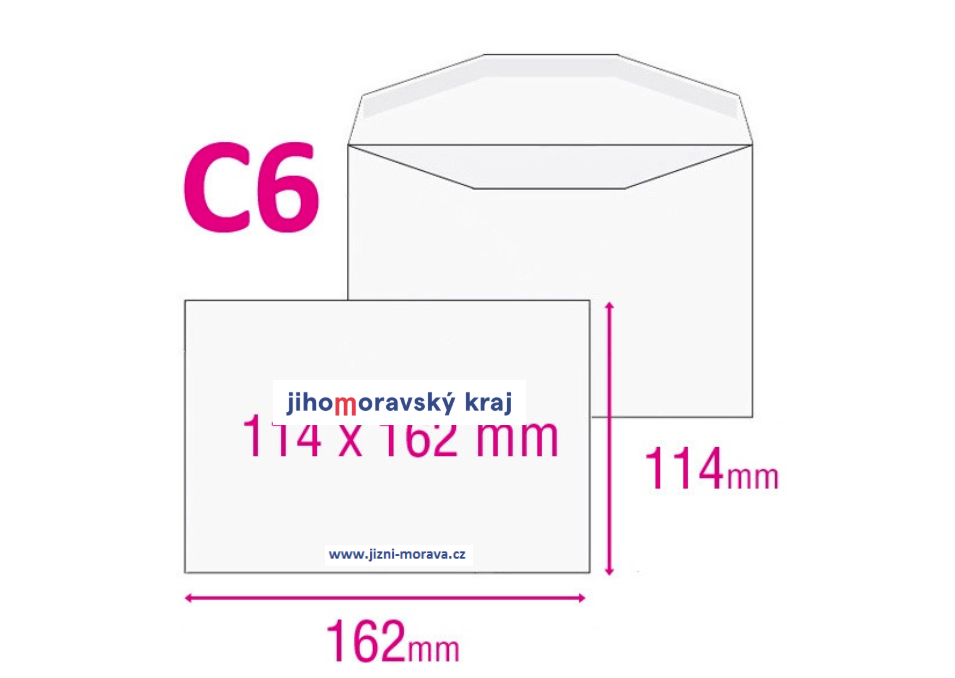 C6
jihomoravský kraj
114 x 162 mm
114mm
www.jizni-morava.cz
162mm